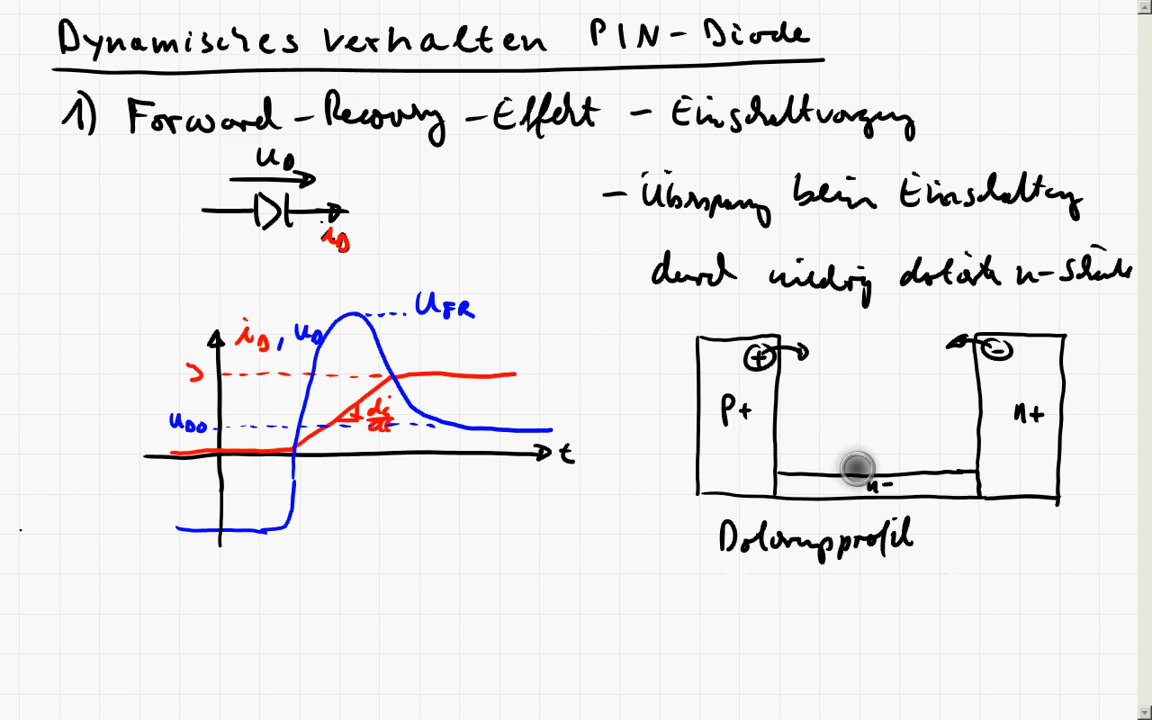 Dynamisches Verhalten PIN-Diode
1) Forward-Recovery-Effekt - Einschaltvorgang
u_D
i_D
- Überspannung beim Einschalten
durch niedrig dotierte n-Schicht
U_FR
i_D, u_D
di/dt
U_D0
t
+
-
p+
n+
n-
Dotierungsprofil